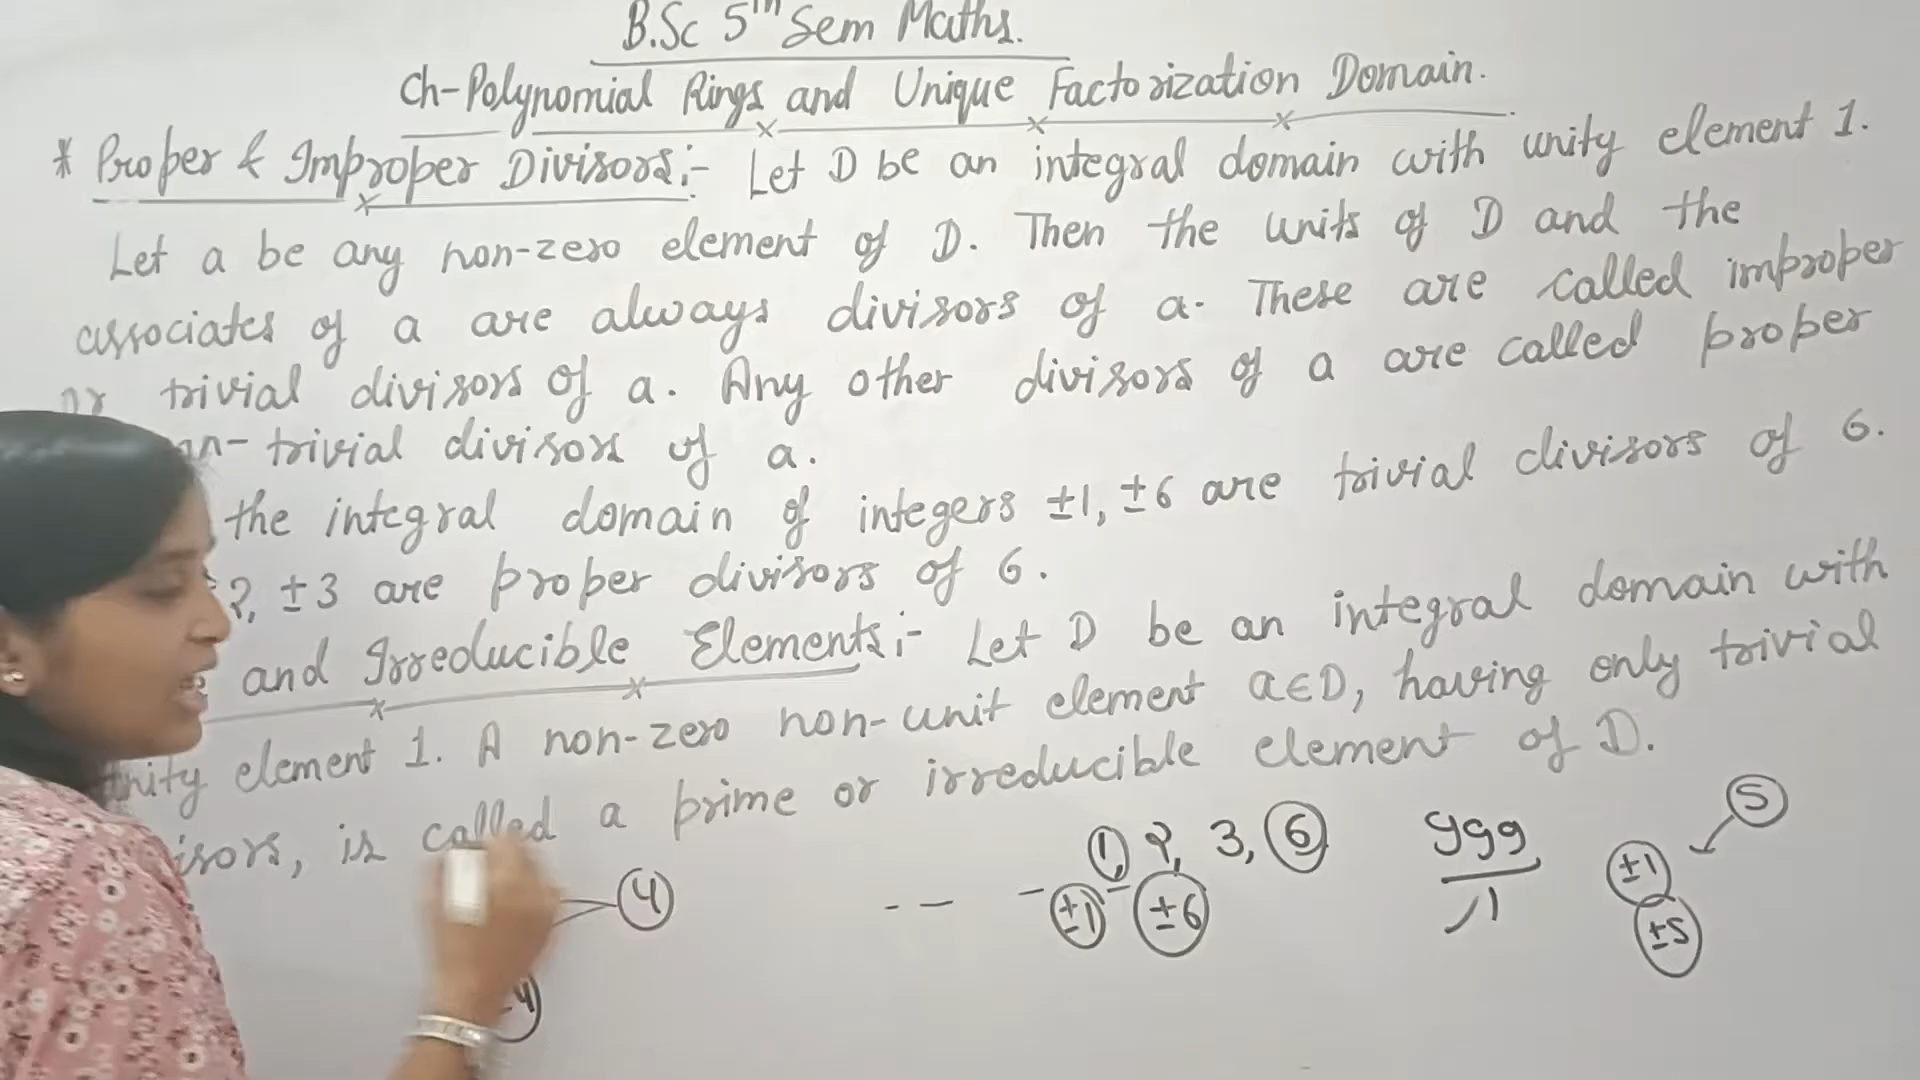 B.Sc 5th Sem Maths.
Ch-Polynomial Rings and Unique Factorization Domain.
* Proper & Improper Divisors:- Let D be an integral domain with unity element 1.
Let a be any non-zero element of D. Then the units of D and the
associates of a are always divisors of a. These are called improper
or trivial divisors of a. Any other divisors of a are called proper
n-trivial divisors of a.
the integral domain of integers ±1, ±6 are trivial divisors of 6.
2, ±3 are proper divisors of 6.
and Irreducible Elements:- Let D be an integral domain with
nity element 1. A non-zero non-unit element a∈D, having only trivial
isors, is called a prime or irreducible element of D.
1, 2, 3, 6
±1 ±6
5
±1
±5
4
4